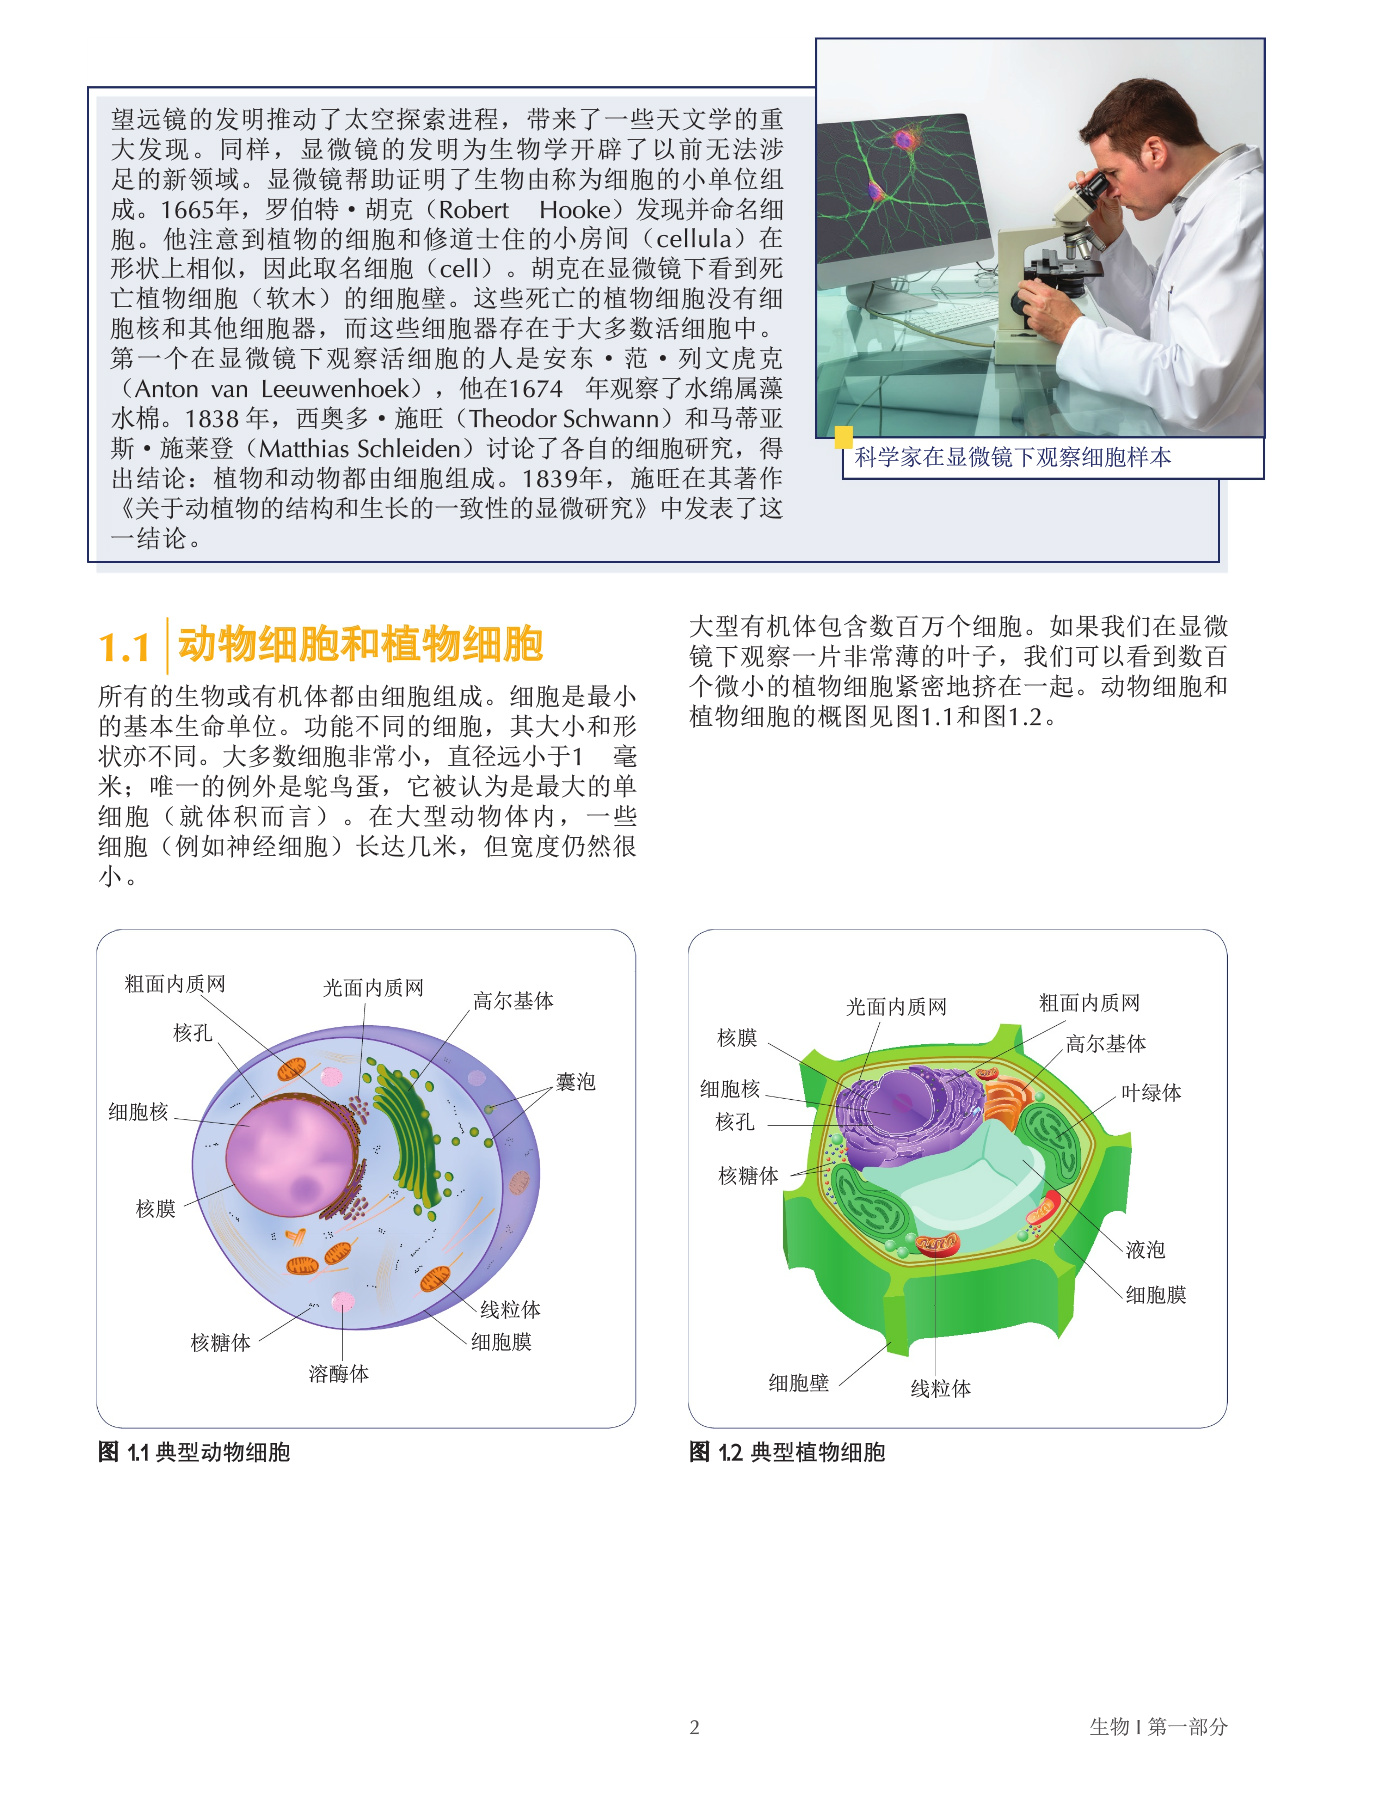 望远镜的发明推动了太空探索进程，带来了一些天文学的重
大发现。同样，显微镜的发明为生物学开辟了以前无法涉
足的新领域。显微镜帮助证明了生物由称为细胞的小单位组
成。1665年，罗伯特•胡克（Robert Hooke）发现并命名细
胞。他注意到植物的细胞和修道士住的小房间（cellula）在
形状上相似，因此取名细胞（cell）。胡克在显微镜下看到死
亡植物细胞（软木）的细胞壁。这些死亡的植物细胞没有细
胞核和其他细胞器，而这些细胞器存在于大多数活细胞中。
第一个在显微镜下观察活细胞的人是安东•范•列文虎克
（Anton van Leeuwenhoek），他在1674 年观察了水绵属藻
水棉。1838 年，西奥多•施旺（Theodor Schwann）和马蒂亚
斯•施莱登（Matthias Schleiden）讨论了各自的细胞研究，得
出结论：植物和动物都由细胞组成。1839年，施旺在其著作
《关于动植物的结构和生长的一致性的显微研究》中发表了这
一结论。
科学家在显微镜下观察细胞样本
1.1 动物细胞和植物细胞
所有的生物或有机体都由细胞组成。细胞是最小
的基本生命单位。功能不同的细胞，其大小和形
状亦不同。大多数细胞非常小，直径远小于1 毫
米；唯一的例外是鸵鸟蛋，它被认为是最大的单
细胞（就体积而言）。在大型动物体内，一些
细胞（例如神经细胞）长达几米，但宽度仍然很
小。
大型有机体包含数百万个细胞。如果我们在显微
镜下观察一片非常薄的叶子，我们可以看到数百
个微小的植物细胞紧密地挤在一起。动物细胞和
植物细胞的概图见图1.1和图1.2。
粗面内质网
光面内质网
高尔基体
核孔
囊泡
细胞核
核膜
线粒体
核糖体
细胞膜
溶酶体
图 1.1 典型动物细胞
光面内质网
粗面内质网
核膜
高尔基体
细胞核
叶绿体
核孔
核糖体
液泡
细胞膜
细胞壁
线粒体
图 1.2 典型植物细胞
2
生物 I 第一部分